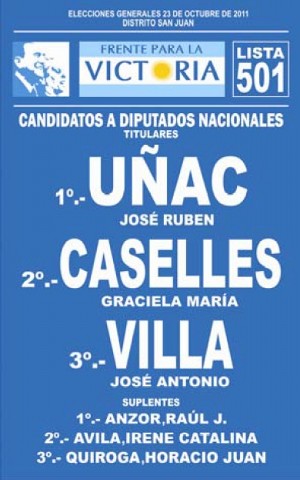 ELECCIONES GENERALES 23 DE OCTUBRE DE 2011
DISTRITO SAN JUAN
FRENTE PARA LA
VICTORIA
LISTA
501
CANDIDATOS A DIPUTADOS NACIONALES
TITULARES
1º.- UÑAC
JOSÉ RUBEN
2º.- CASELLES
GRACIELA MARÍA
3º.- VILLA
JOSÉ ANTONIO
SUPLENTES
1º.- ANZOR,RAÚL J.
2º.- AVILA,IRENE CATALINA
3º.- QUIROGA,HORACIO JUAN